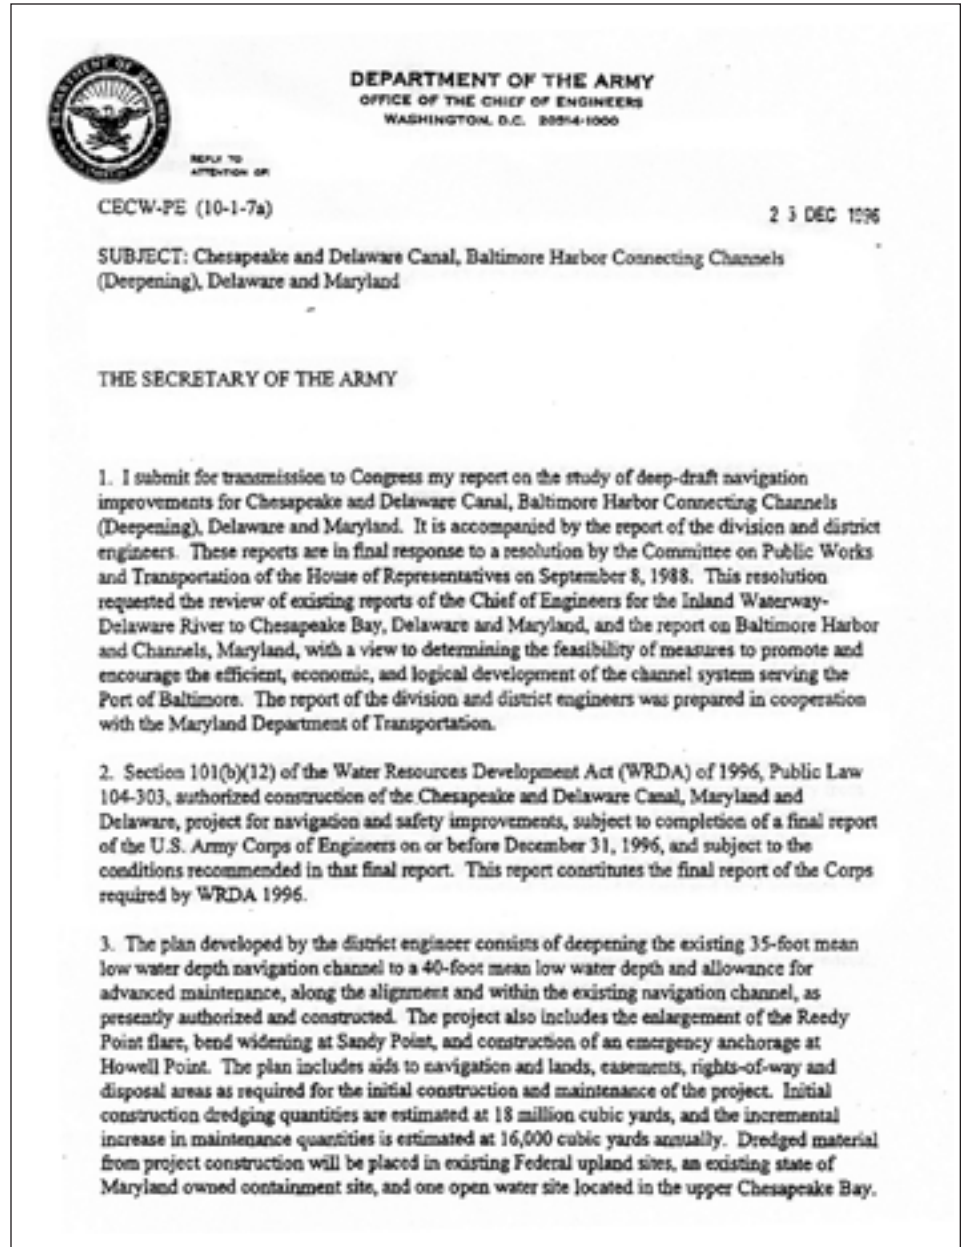 DEPARTMENT OF THE ARMY
OFFICE OF THE CHIEF OF ENGINEERS
WASHINGTON, D.C. 20314-1000
REPLY TO
ATTENTION OF:
CECW-PE (10-1-7a)
23 DEC 1996
SUBJECT: Chesapeake and Delaware Canal, Baltimore Harbor Connecting Channels
(Deepening), Delaware and Maryland
THE SECRETARY OF THE ARMY
1. I submit for transmission to Congress my report on the study of deep-draft navigation
improvements for Chesapeake and Delaware Canal, Baltimore Harbor Connecting Channels
(Deepening), Delaware and Maryland. It is accompanied by the report of the division and district
engineers. These reports are in final response to a resolution by the Committee on Public Works
and Transportation of the House of Representatives on September 8, 1988. This resolution
requested the review of existing reports of the Chief of Engineers for the Inland Waterway-
Delaware River to Chesapeake Bay, Delaware and Maryland, and the report on Baltimore Harbor
and Channels, Maryland, with a view to determining the feasibility of measures to promote and
encourage the efficient, economic, and logical development of the channel system serving the
Port of Baltimore. The report of the division and district engineers was prepared in cooperation
with the Maryland Department of Transportation.
2. Section 101(b)(12) of the Water Resources Development Act (WRDA) of 1996, Public Law
104-303, authorized construction of the Chesapeake and Delaware Canal, Maryland and
Delaware, project for navigation and safety improvements, subject to completion of a final report
of the U.S. Army Corps of Engineers on or before December 31, 1996, and subject to the
conditions recommended in that final report. This report constitutes the final report of the Corps
required by WRDA 1996.
3. The plan developed by the district engineer consists of deepening the existing 35-foot mean
low water depth navigation channel to a 40-foot mean low water depth and allowance for
advanced maintenance, along the alignment and within the existing navigation channel, as
presently authorized and constructed. The project also includes the enlargement of the Reedy
Point flare, bend widening at Sandy Point, and construction of an emergency anchorage at
Howell Point. The plan includes aids to navigation and lands, easements, rights-of-way and
disposal areas as required for the initial construction and maintenance of the project. Initial
construction dredging quantities are estimated at 18 million cubic yards, and the incremental
increase in maintenance quantities is estimated at 16,000 cubic yards annually. Dredged material
from project construction will be placed in existing Federal upland sites, an existing state of
Maryland owned containment site, and one open water site located in the upper Chesapeake Bay.